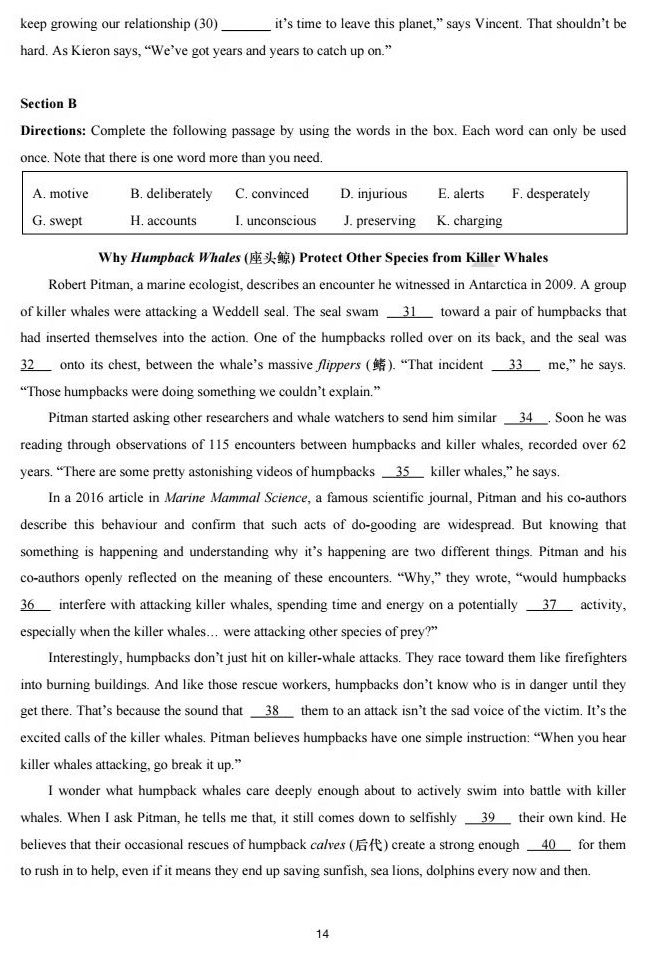 keep growing our relationship (30) _______ it’s time to leave this planet,” says Vincent. That shouldn’t be
hard. As Kieron says, “We’ve got years and years to catch up on.”
Section B
Directions: Complete the following passage by using the words in the box. Each word can only be used
once. Note that there is one word more than you need.
A. motive B. deliberately C. convinced D. injurious E. alerts F. desperately
G. swept H. accounts I. unconscious J. preserving K. charging
Why Humpback Whales (座头鲸) Protect Other Species from Killer Whales
Robert Pitman, a marine ecologist, describes an encounter he witnessed in Antarctica in 2009. A group
of killer whales were attacking a Weddell seal. The seal swam __31__ toward a pair of humpbacks that
had inserted themselves into the action. One of the humpbacks rolled over on its back, and the seal was
32__ onto its chest, between the whale’s massive flippers (鳍). “That incident __33__ me,” he says.
“Those humpbacks were doing something we couldn’t explain.”
Pitman started asking other researchers and whale watchers to send him similar __34__. Soon he was
reading through observations of 115 encounters between humpbacks and killer whales, recorded over 62
years. “There are some pretty astonishing videos of humpbacks __35__ killer whales,” he says.
In a 2016 article in Marine Mammal Science, a famous scientific journal, Pitman and his co-authors
describe this behaviour and confirm that such acts of do-gooding are widespread. But knowing that
something is happening and understanding why it’s happening are two different things. Pitman and his
co-authors openly reflected on the meaning of these encounters. “Why,” they wrote, “would humpbacks
36__ interfere with attacking killer whales, spending time and energy on a potentially __37__ activity,
especially when the killer whales… were attacking other species of prey?”
Interestingly, humpbacks don’t just hit on killer-whale attacks. They race toward them like firefighters
into burning buildings. And like those rescue workers, humpbacks don’t know who is in danger until they
get there. That’s because the sound that __38__ them to an attack isn’t the sad voice of the victim. It’s the
excited calls of the killer whales. Pitman believes humpbacks have one simple instruction: “When you hear
killer whales attacking, go break it up.”
I wonder what humpback whales care deeply enough about to actively swim into battle with killer
whales. When I ask Pitman, he tells me that, it still comes down to selfishly __39__ their own kind. He
believes that their occasional rescues of humpback calves (后代) create a strong enough __40__ for them
to rush in to help, even if it means they end up saving sunfish, sea lions, dolphins every now and then.
14